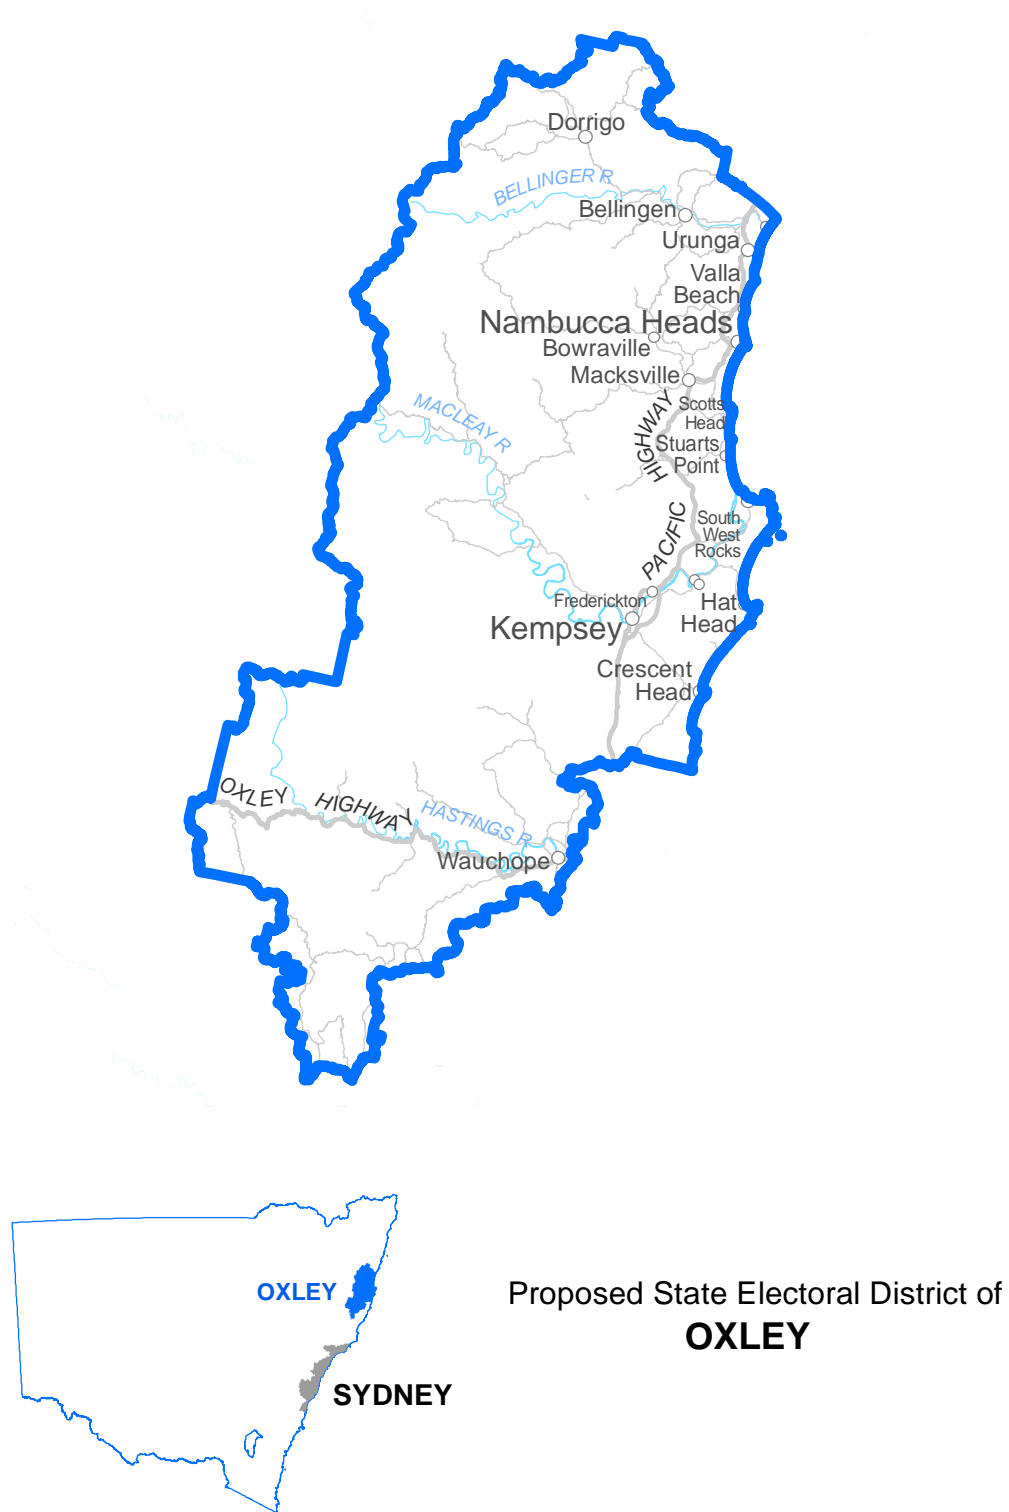 Dorrigo
BELLINGER R
Bellingen
Urunga
Valla
Beach
Nambucca Heads
Bowraville
Macksville
MACLEAY R
Scotts
Head
HIGHWAY
Stuarts
Point
PACIFIC
South
West
Rocks
Frederickton
Hat
Head
Kempsey
Crescent
Head
OXLEY HIGHWAY
HASTINGS R
Wauchope
OXLEY
SYDNEY
Proposed State Electoral District of
OXLEY